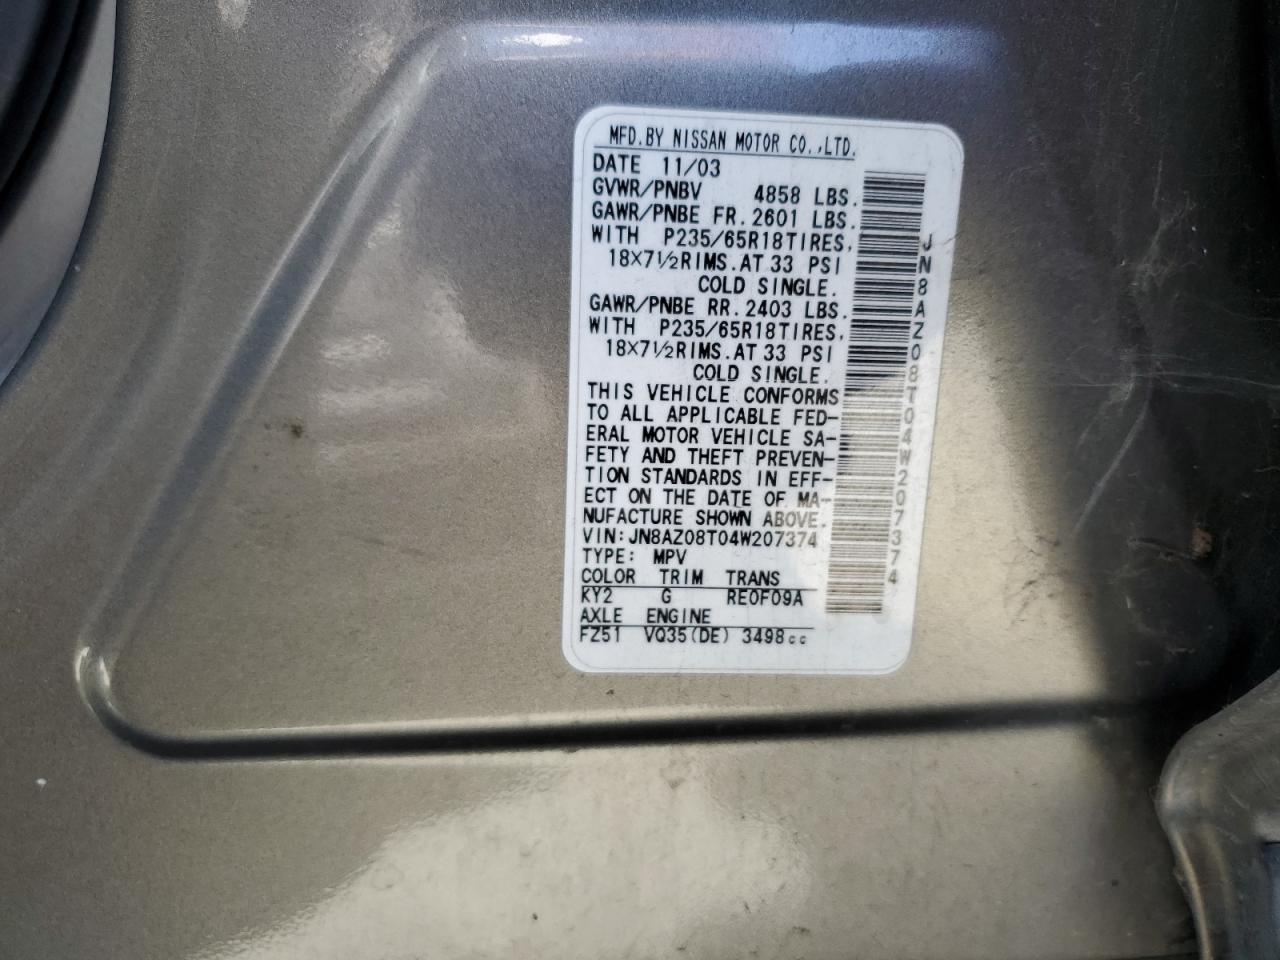 MFD.BY NISSAN MOTOR CO.,LTD.
DATE 11/03
GVWR/PNBV 4858 LBS.
GAWR/PNBE FR.2601 LBS.
WITH P235/65R18TIRES,
18X7½RIMS.AT 33 PSI
COLD SINGLE.
GAWR/PNBE RR.2403 LBS.
WITH P235/65R18TIRES,
18X7½RIMS.AT 33 PSI
COLD SINGLE.
THIS VEHICLE CONFORMS
TO ALL APPLICABLE FED-
ERAL MOTOR VEHICLE SA-
FETY AND THEFT PREVEN-
TION STANDARDS IN EFF-
ECT ON THE DATE OF MA-
NUFACTURE SHOWN ABOVE.
VIN:JN8AZ08T04W207374
TYPE: MPV
COLOR TRIM TRANS
KY2 G RE0F09A
AXLE ENGINE
FZ51 VQ35(DE) 3498cc
JN8AZ08T04W207374